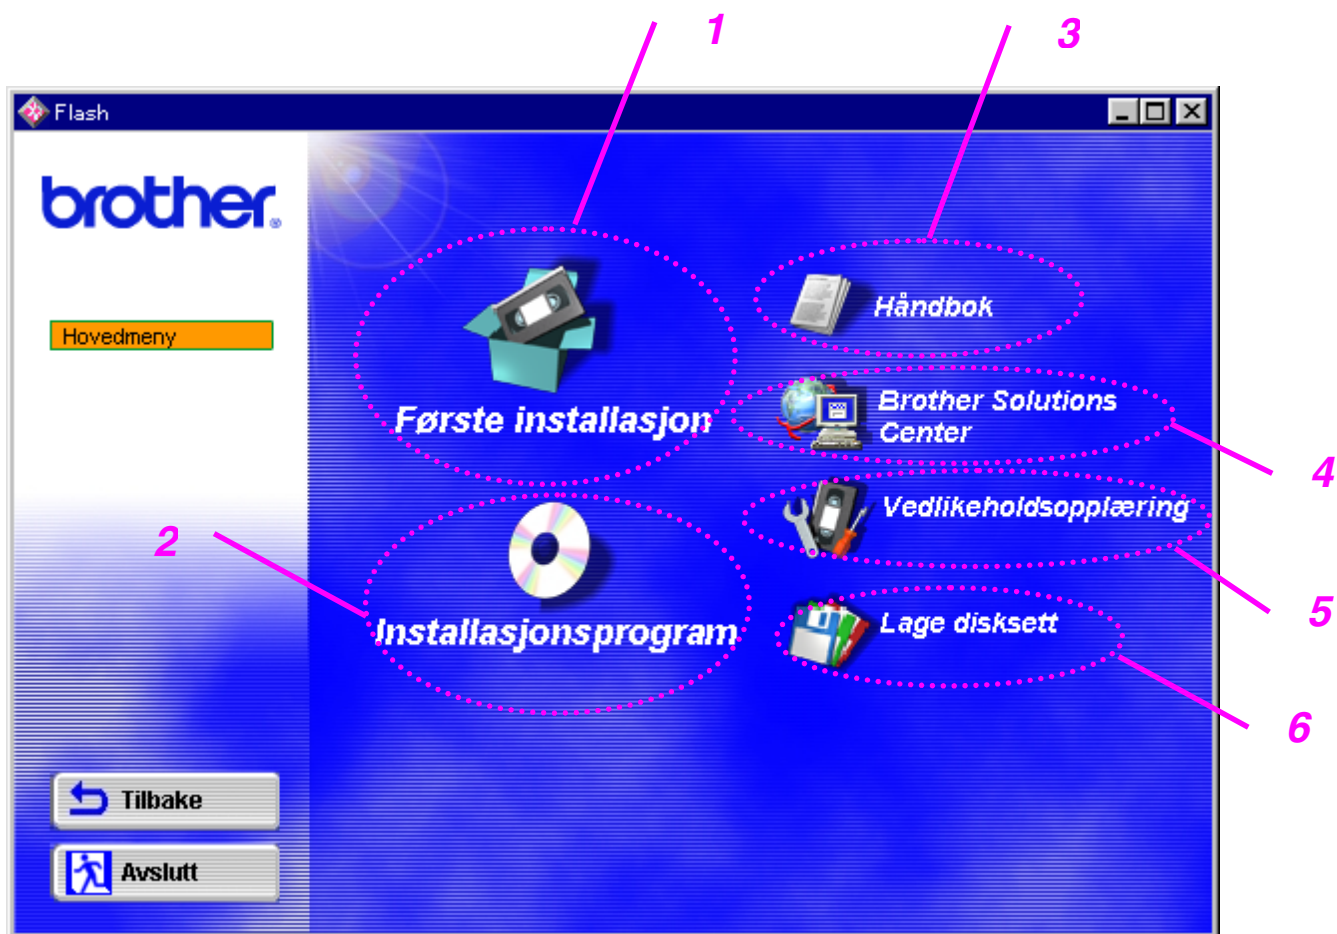 1
3
Flash
brother®
Hovedmeny
Første installasjon
Håndbok
Brother Solutions
Center
4
Vedlikeholdsopplæring
2
5
Installasjonsprogram
Lage disksett
6
Tilbake
Avslutt